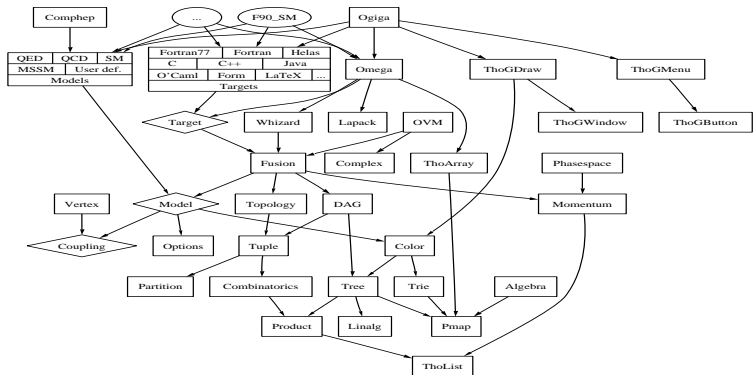 Comphep
...
F90_SM
Ogiga
QED QCD SM
MSSM User def.
Models
Fortran77 Fortran Helas
C C++ Java
O'Caml Form LaTeX ...
Targets
Omega
ThoGDraw
ThoGMenu
Target
Whizard
Lapack
OVM
ThoGWindow
ThoGButton
Fusion
Complex
ThoArray
Phasespace
Vertex
Model
Topology
DAG
Momentum
Coupling
Options
Tuple
Color
Partition
Combinatorics
Tree
Trie
Algebra
Product
Linalg
Pmap
ThoList